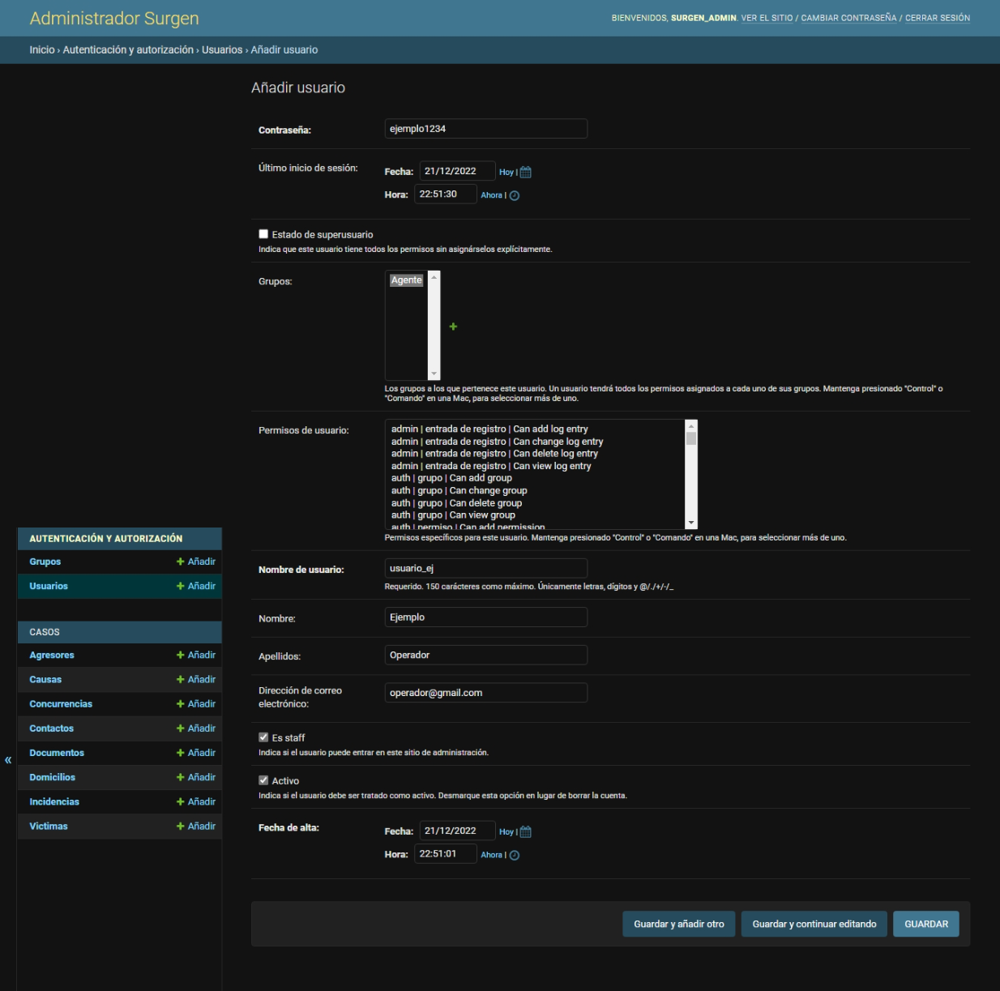 Administrador Surgen
BIENVENIDOS, SURGEN_ADMIN. VER EL SITIO / CAMBIAR CONTRASEÑA / CERRAR SESIÓN
Inicio › Autenticación y autorización › Usuarios › Añadir usuario
Añadir usuario
Contraseña: ejemplo1234
Último inicio de sesión:
Fecha: 21/12/2022 Hoy |
Hora: 22:51:30 Ahora |
Estado de superusuario
Indica que este usuario tiene todos los permisos sin asignárselos explícitamente.
Grupos:
Agente
Los grupos a los que pertenece este usuario. Un usuario tendrá todos los permisos asignados a cada uno de sus grupos. Mantenga presionado "Control" o
"Comando" en una Mac, para seleccionar más de uno.
Permisos de usuario:
admin | entrada de registro | Can add log entry
admin | entrada de registro | Can change log entry
admin | entrada de registro | Can delete log entry
admin | entrada de registro | Can view log entry
auth | grupo | Can add group
auth | grupo | Can change group
auth | grupo | Can delete group
auth | grupo | Can view group
auth | permiso | Can add permission
Permisos específicos para este usuario. Mantenga presionado "Control" o "Comando" en una Mac, para seleccionar más de uno.
Nombre de usuario: usuario_ej
Requerido. 150 carácteres como máximo. Únicamente letras, dígitos y @/./+/-/_
Nombre: Ejemplo
Apellidos: Operador
Dirección de correo
electrónico:
operador@gmail.com
Es staff
Indica si el usuario puede entrar en este sitio de administración.
Activo
Indica si el usuario debe ser tratado como activo. Desmarque esta opción en lugar de borrar la cuenta.
Fecha de alta:
Fecha: 21/12/2022 Hoy |
Hora: 22:51:01 Ahora |
Guardar y añadir otro
Guardar y continuar editando
GUARDAR
AUTENTICACIÓN Y AUTORIZACIÓN
Grupos + Añadir
Usuarios + Añadir
CASOS
Agresores + Añadir
Causas + Añadir
Concurrencias + Añadir
Contactos + Añadir
Documentos + Añadir
Domicilios + Añadir
Incidencias + Añadir
Victimas + Añadir
«